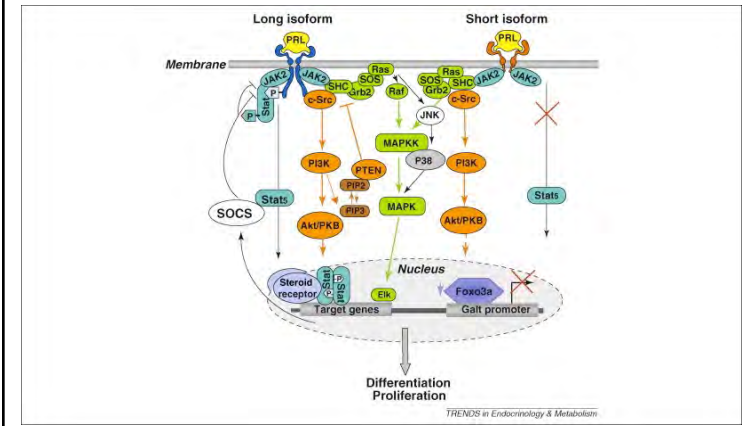 Long isoform
Short isoform
PRL
PRL
Membrane
JAK2
JAK2
Stat
P
P
c-Src
SHC
Grb2
SOS
Ras
Raf
Ras
SOS
Grb2
SHC
JAK2
JAK2
c-Src
JNK
MAPKK
P38
PI3K
PTEN
PIP2
PIP3
PI3K
Stats
SOCS
Akt/PKB
MAPK
Akt/PKB
Stats
Nucleus
Steroid
receptor
Stat
P
P
Stat
Elk
Foxo3a
Target genes
Galt promoter
Differentiation
Proliferation
TRENDS in Endocrinology & Metabolism